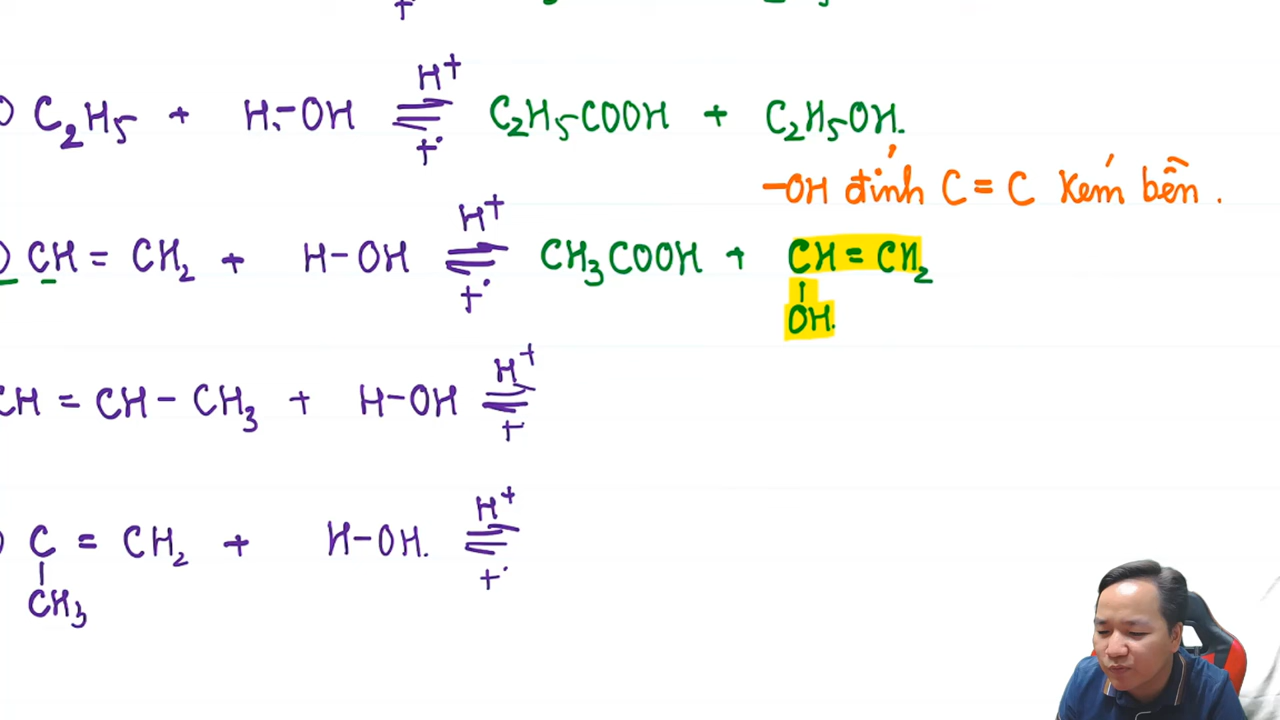 C₂H₅ + H-OH ⇌ C₂H₅COOH + C₂H₅OH.
H⁺
t°
-OH đính C = C kém bền.
CH = CH₂ + H-OH ⇌ CH₃COOH + CH = CH₂
H⁺
t°
OH.
CH = CH - CH₃ + H-OH ⇌
H⁺
t°
C = CH₂ + H-OH. ⇌
H⁺
t°
CH₃